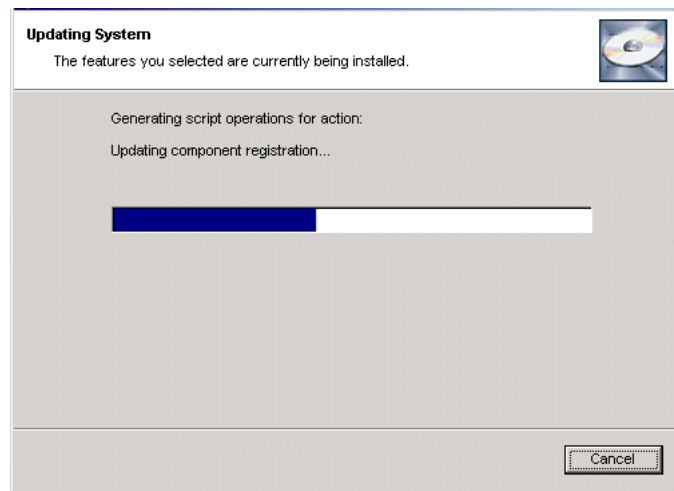 Updating System
The features you selected are currently being installed.
Generating script operations for action:
Updating component registration...
Cancel